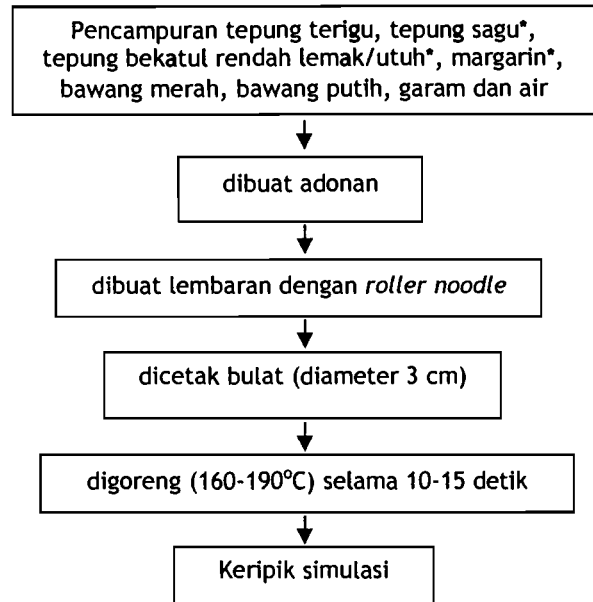 Pencampuran tepung terigu, tepung sagu*,
tepung bekatul rendah lemak/utuh*, margarin*,
bawang merah, bawang putih, garam dan air
dibuat adonan
dibuat lembaran dengan roller noodle
dicetak bulat (diameter 3 cm)
digoreng (160-190°C) selama 10-15 detik
Keripik simulasi